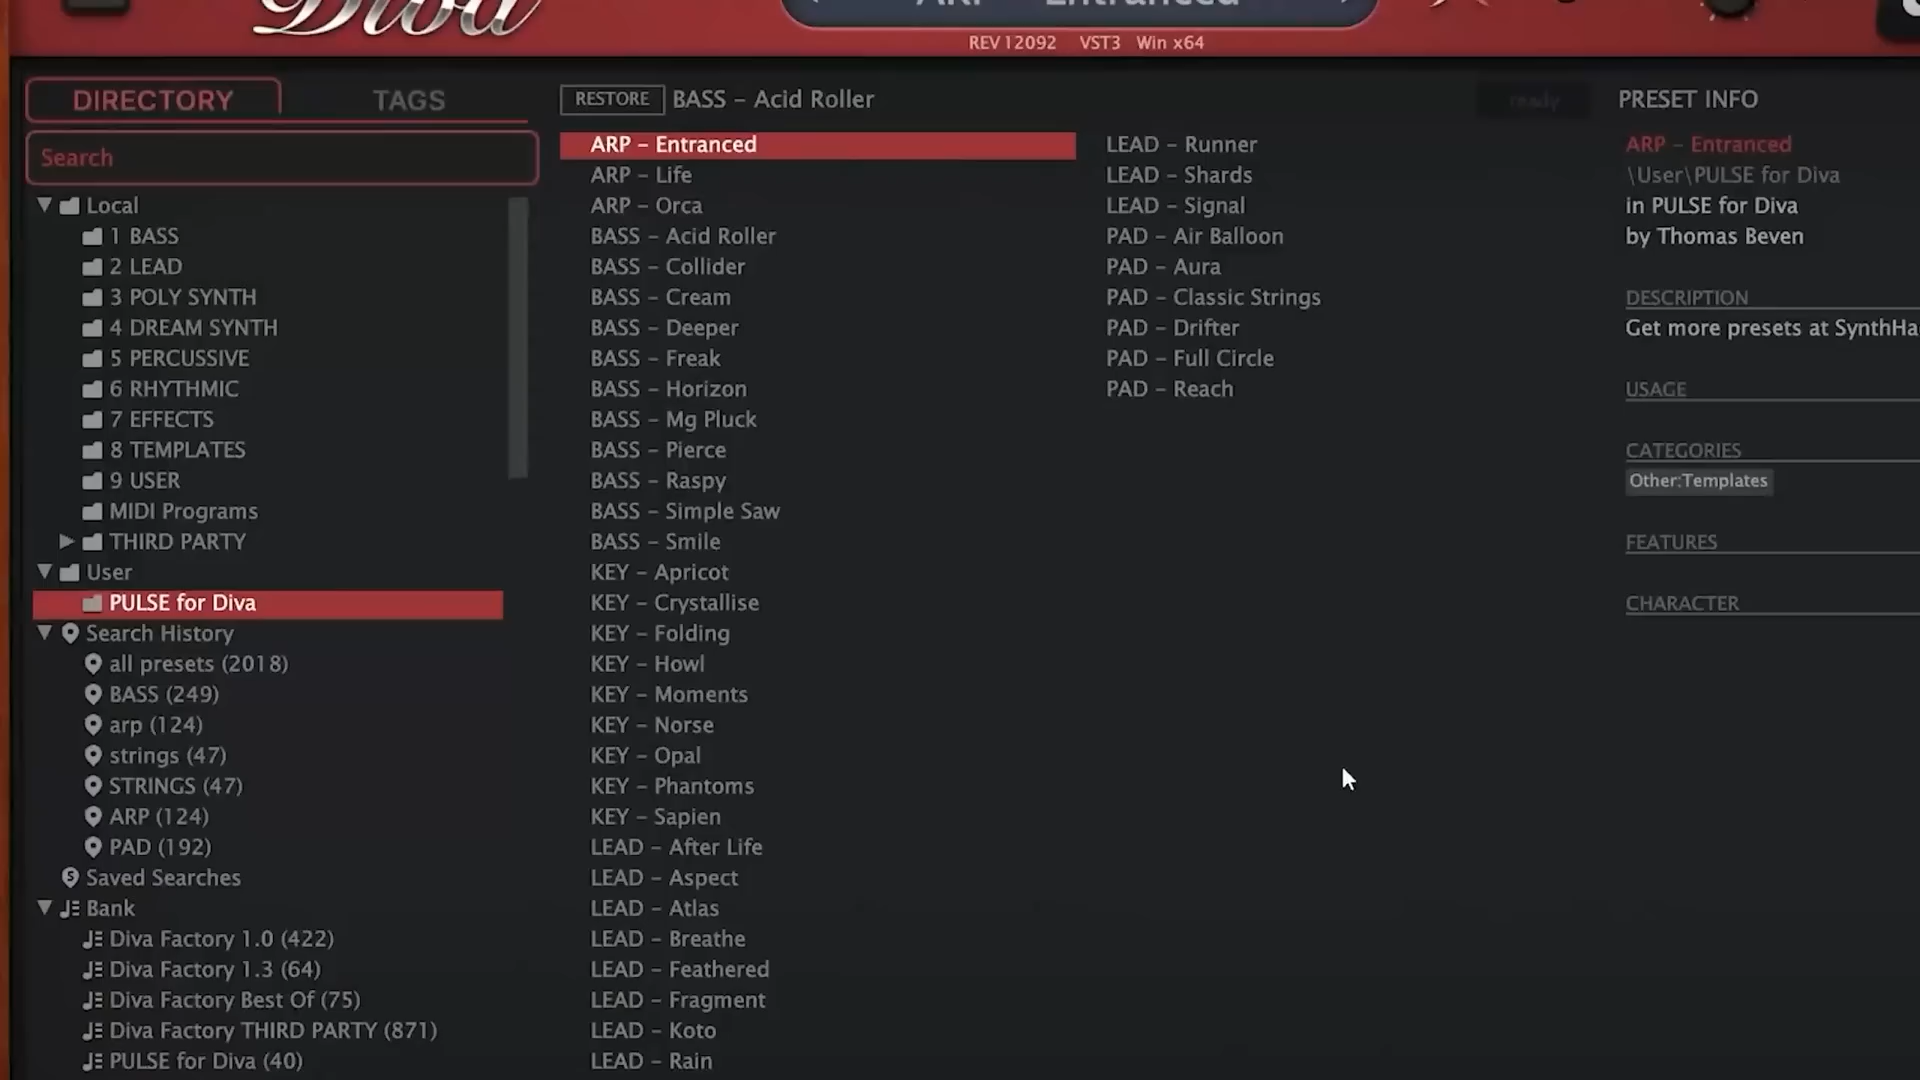 Diva
ARP - Entranced
REV 12092 VST3 Win x64
DIRECTORY TAGS
Search
Local
1 BASS
2 LEAD
3 POLY SYNTH
4 DREAM SYNTH
5 PERCUSSIVE
6 RHYTHMIC
7 EFFECTS
8 TEMPLATES
9 USER
MIDI Programs
THIRD PARTY
User
PULSE for Diva
Search History
all presets (2018)
BASS (249)
arp (124)
strings (47)
STRINGS (47)
ARP (124)
PAD (192)
Saved Searches
Bank
Diva Factory 1.0 (422)
Diva Factory 1.3 (64)
Diva Factory Best Of (75)
Diva Factory THIRD PARTY (871)
PULSE for Diva (40)
RESTORE BASS - Acid Roller
ready
ARP - Entranced
ARP - Life
ARP - Orca
BASS - Acid Roller
BASS - Collider
BASS - Cream
BASS - Deeper
BASS - Freak
BASS - Horizon
BASS - Mg Pluck
BASS - Pierce
BASS - Raspy
BASS - Simple Saw
BASS - Smile
KEY - Apricot
KEY - Crystallise
KEY - Folding
KEY - Howl
KEY - Moments
KEY - Norse
KEY - Opal
KEY - Phantoms
KEY - Sapien
LEAD - After Life
LEAD - Aspect
LEAD - Atlas
LEAD - Breathe
LEAD - Feathered
LEAD - Fragment
LEAD - Koto
LEAD - Rain
LEAD - Runner
LEAD - Shards
LEAD - Signal
PAD - Air Balloon
PAD - Aura
PAD - Classic Strings
PAD - Drifter
PAD - Full Circle
PAD - Reach
PRESET INFO
ARP - Entranced
\User\PULSE for Diva
in PULSE for Diva
by Thomas Beven
DESCRIPTION
Get more presets at SynthHa
USAGE
CATEGORIES
Other:Templates
FEATURES
CHARACTER